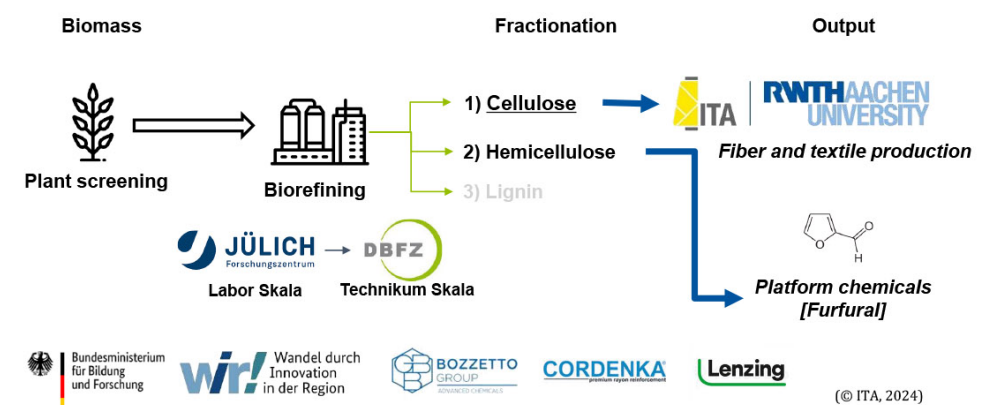 Biomass
Fractionation
Output
1) Cellulose
ITA
RWTHAACHEN
UNIVERSITY
2) Hemicellulose
Fiber and textile production
Plant screening
Biorefining
3) Lignin
O
O
H
JÜLICH
Forschungszentrum
DBFZ
Labor Skala
Technikum Skala
Platform chemicals
[Furfural]
Bundesministerium
für Bildung
und Forschung
wir!
Wandel durch
Innovation
in der Region
BOZZETTO
GROUP
ADVANCED CHEMICALS
CORDENKA®
premium rayon reinforcement
Lenzing
(© ITA, 2024)